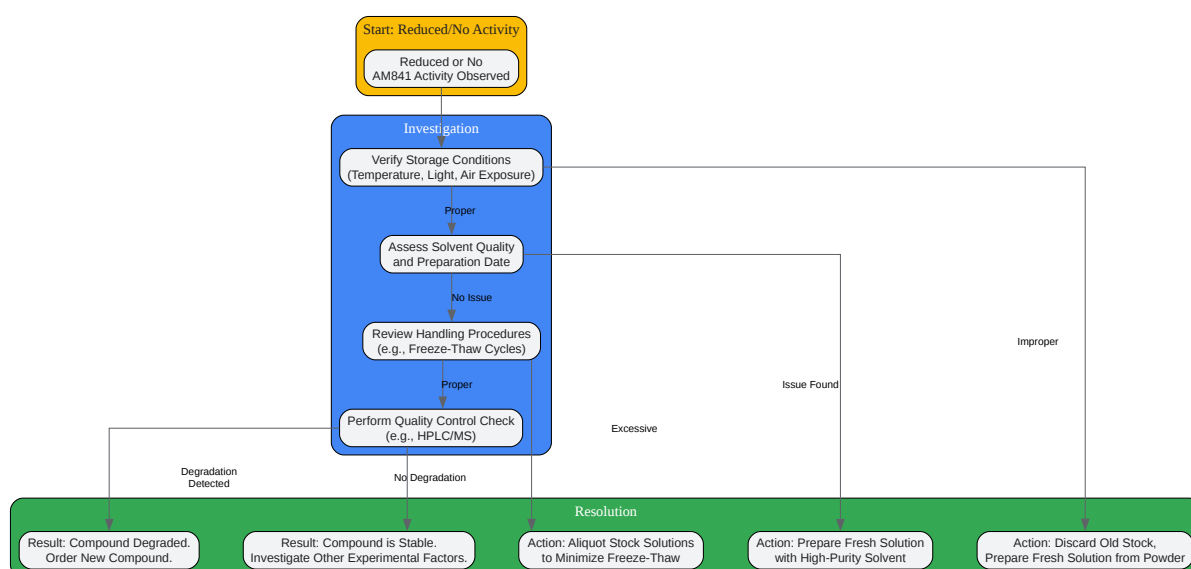 Start: Reduced/No Activity
Reduced or No
AM841 Activity Observed
Investigation
Verify Storage Conditions
(Temperature, Light, Air Exposure)
Proper
Assess Solvent Quality
and Preparation Date
No Issue
Review Handling Procedures
(e.g., Freeze-Thaw Cycles)
Improper
Proper
Issue Found
Perform Quality Control Check
(e.g., HPLC/MS)
Excessive
Degradation
Detected
No Degradation
Resolution
Result: Compound Degraded.
Order New Compound.
Result: Compound is Stable.
Investigate Other Experimental Factors.
Action: Aliquot Stock Solutions
to Minimize Freeze-Thaw
Action: Prepare Fresh Solution
with High-Purity Solvent
Action: Discard Old Stock,
Prepare Fresh Solution from Powder